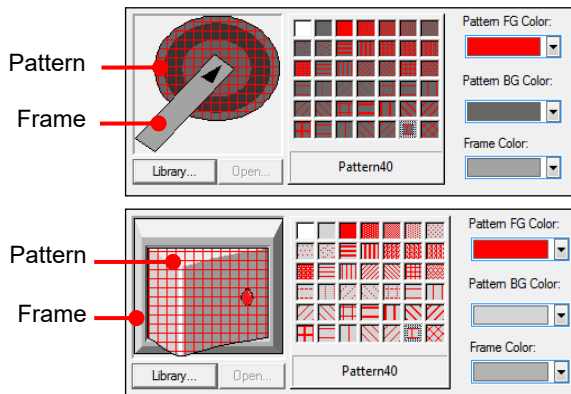 Pattern FG Color:
Pattern
Pattern BG Color:
Frame
Frame Color:
Library...
Open...
Pattern40
Pattern FG Color:
Pattern
Pattern BG Color:
Frame
Frame Color:
Library...
Open...
Pattern40